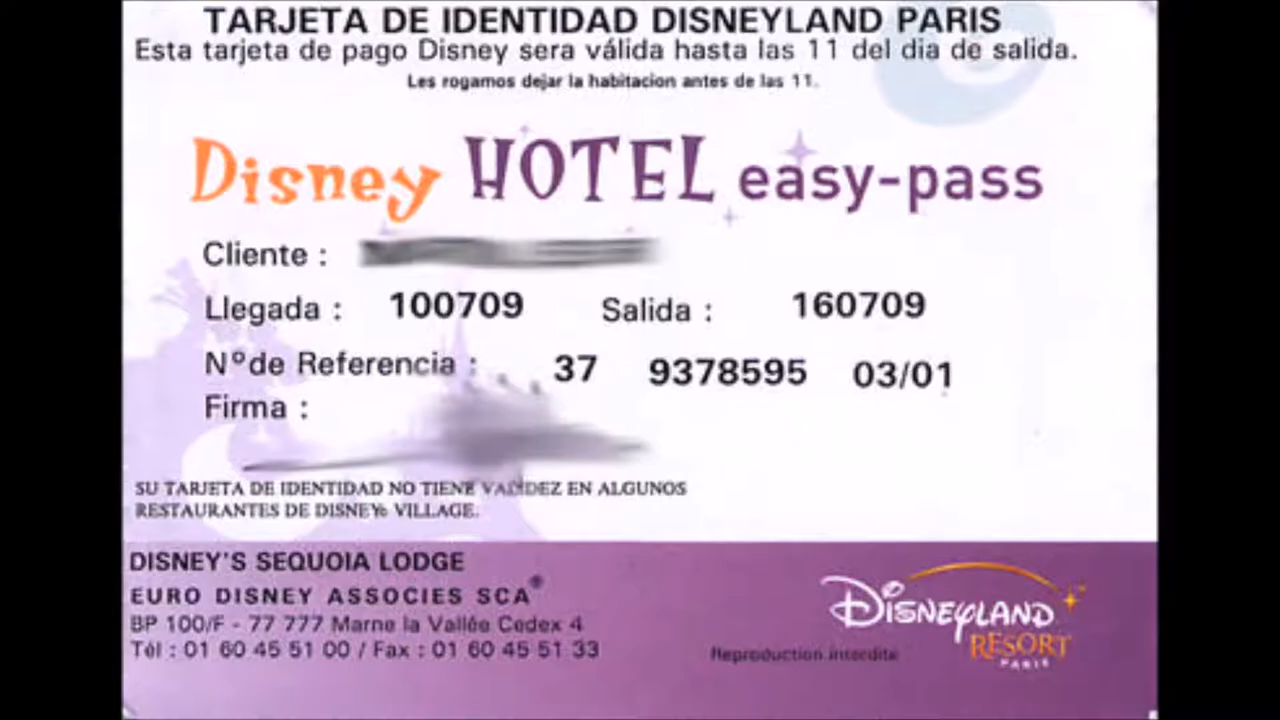 TARJETA DE IDENTIDAD DISNEYLAND PARIS
Esta tarjeta de pago Disney sera válida hasta las 11 del dia de salida.
Les rogamos dejar la habitacion antes de las 11.
Disney HOTEL easy-pass
Cliente :
Llegada : 100709 Salida : 160709
Nº de Referencia : 37 9378595 03/01
Firma :
SU TARJETA DE IDENTIDAD NO TIENE VALIDEZ EN ALGUNOS
RESTAURANTES DE DISNEY® VILLAGE.
DISNEY'S SEQUOIA LODGE
EURO DISNEY ASSOCIES SCA®
BP 100/F - 77 777 Marne la Vallée Cedex 4
Tél : 01 60 45 51 00 / Fax : 01 60 45 51 33
Reproduction interdite
DISNEYLAND
RESORT
PARIS